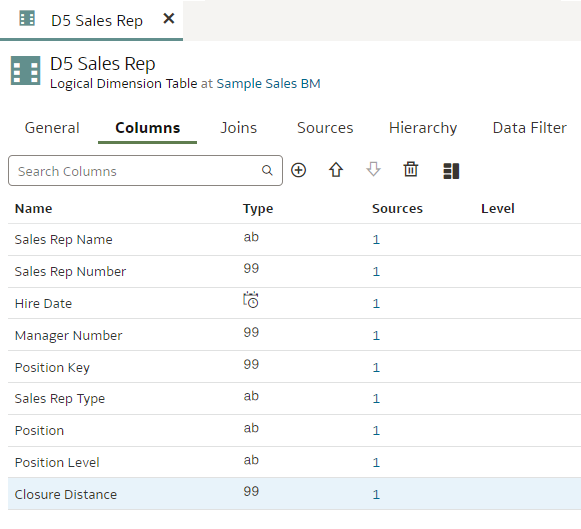 D5 Sales Rep ×
D5 Sales Rep
Logical Dimension Table at Sample Sales BM
General Columns Joins Sources Hierarchy Data Filter
Search Columns
Name Type Sources Level
Sales Rep Name ab 1
Sales Rep Number 99 1
Hire Date 1
Manager Number 99 1
Position Key 99 1
Sales Rep Type ab 1
Position ab 1
Position Level ab 1
Closure Distance 99 1